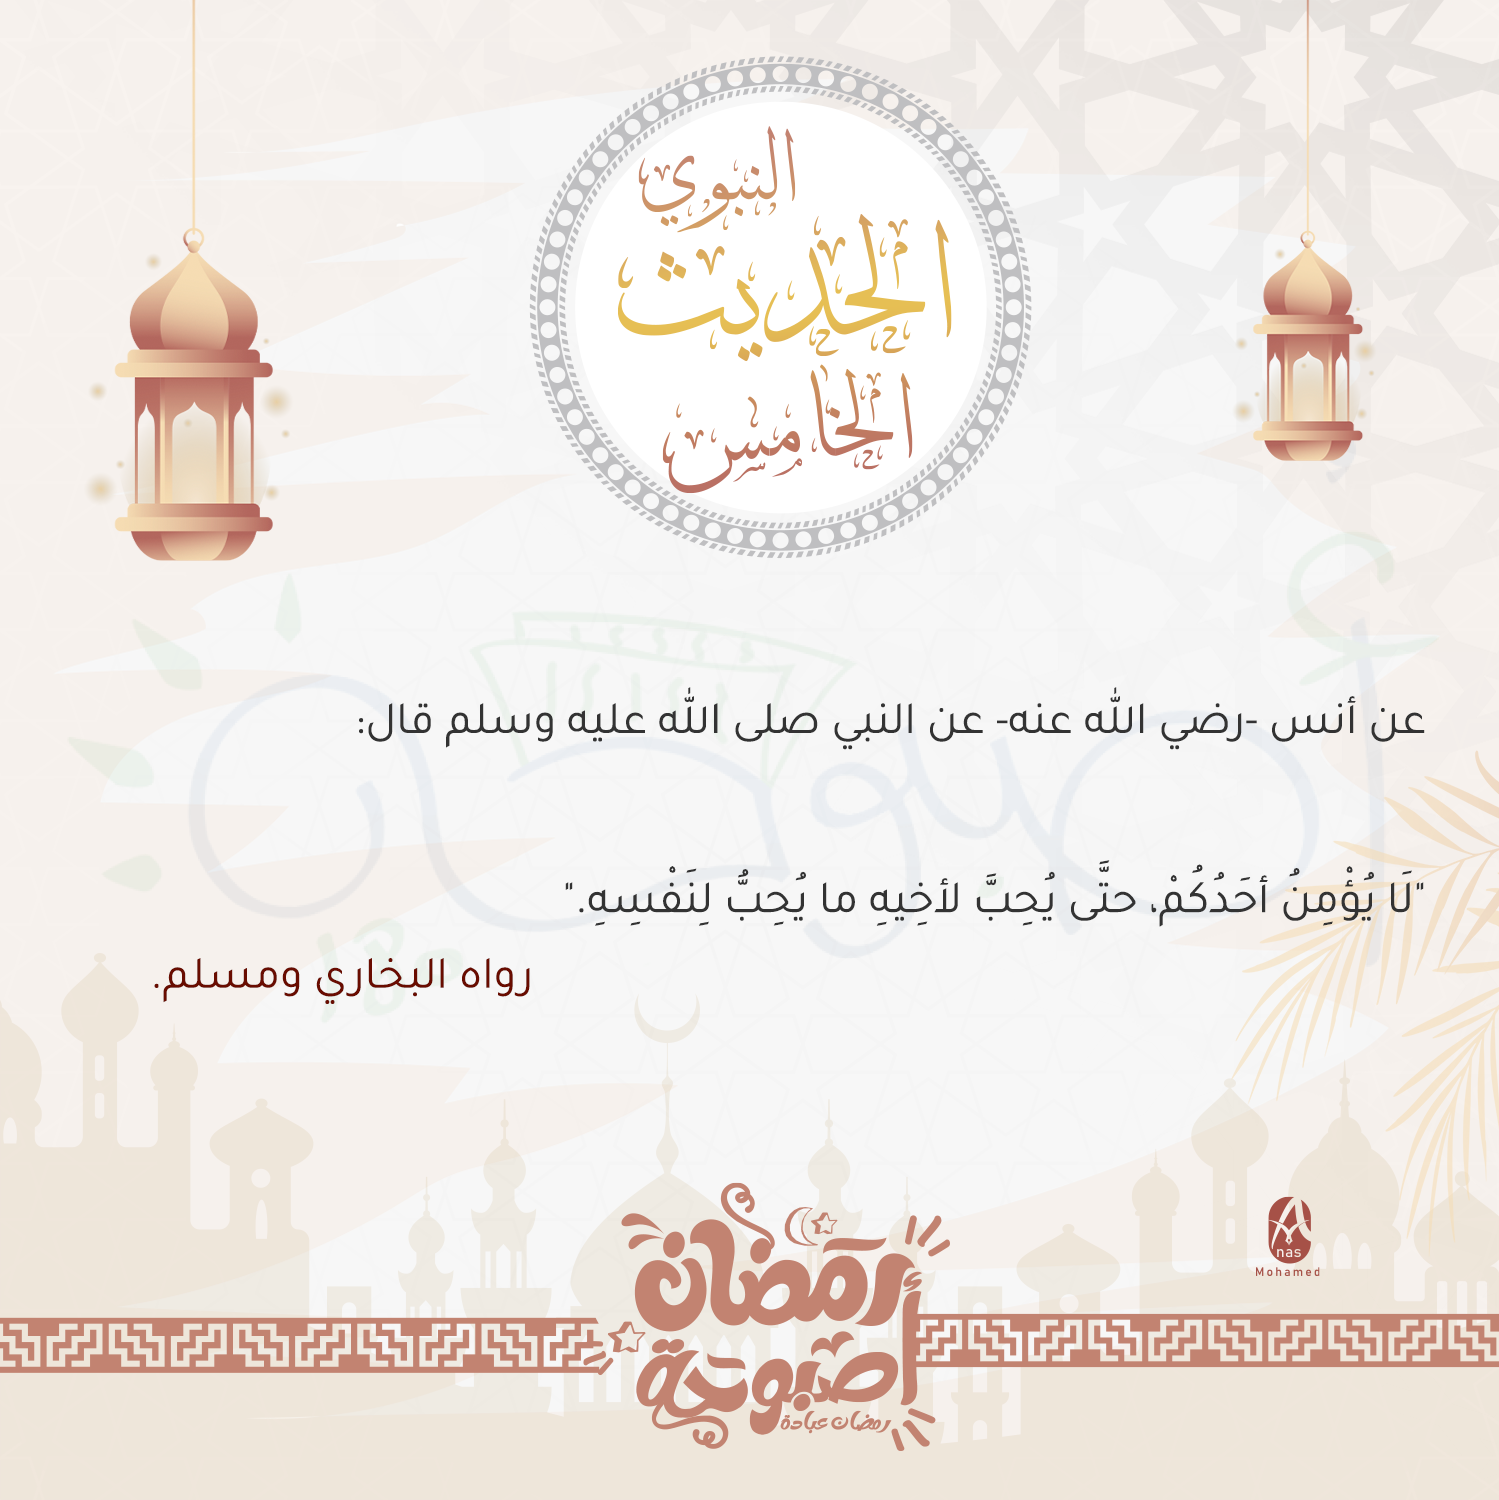 النبوي
الحديث
الخامس
عن أنس -رضي الله عنه- عن النبي صلى الله عليه وسلم قال:
"لَا يُؤْمِنُ أحَدُكُمْ، حتَّى يُحِبَّ لأخِيهِ ما يُحِبُّ لِنَفْسِهِ."
رواه البخاري ومسلم.
nas
Mohamed
رمضان
أصبوحة
رمضان عبادة